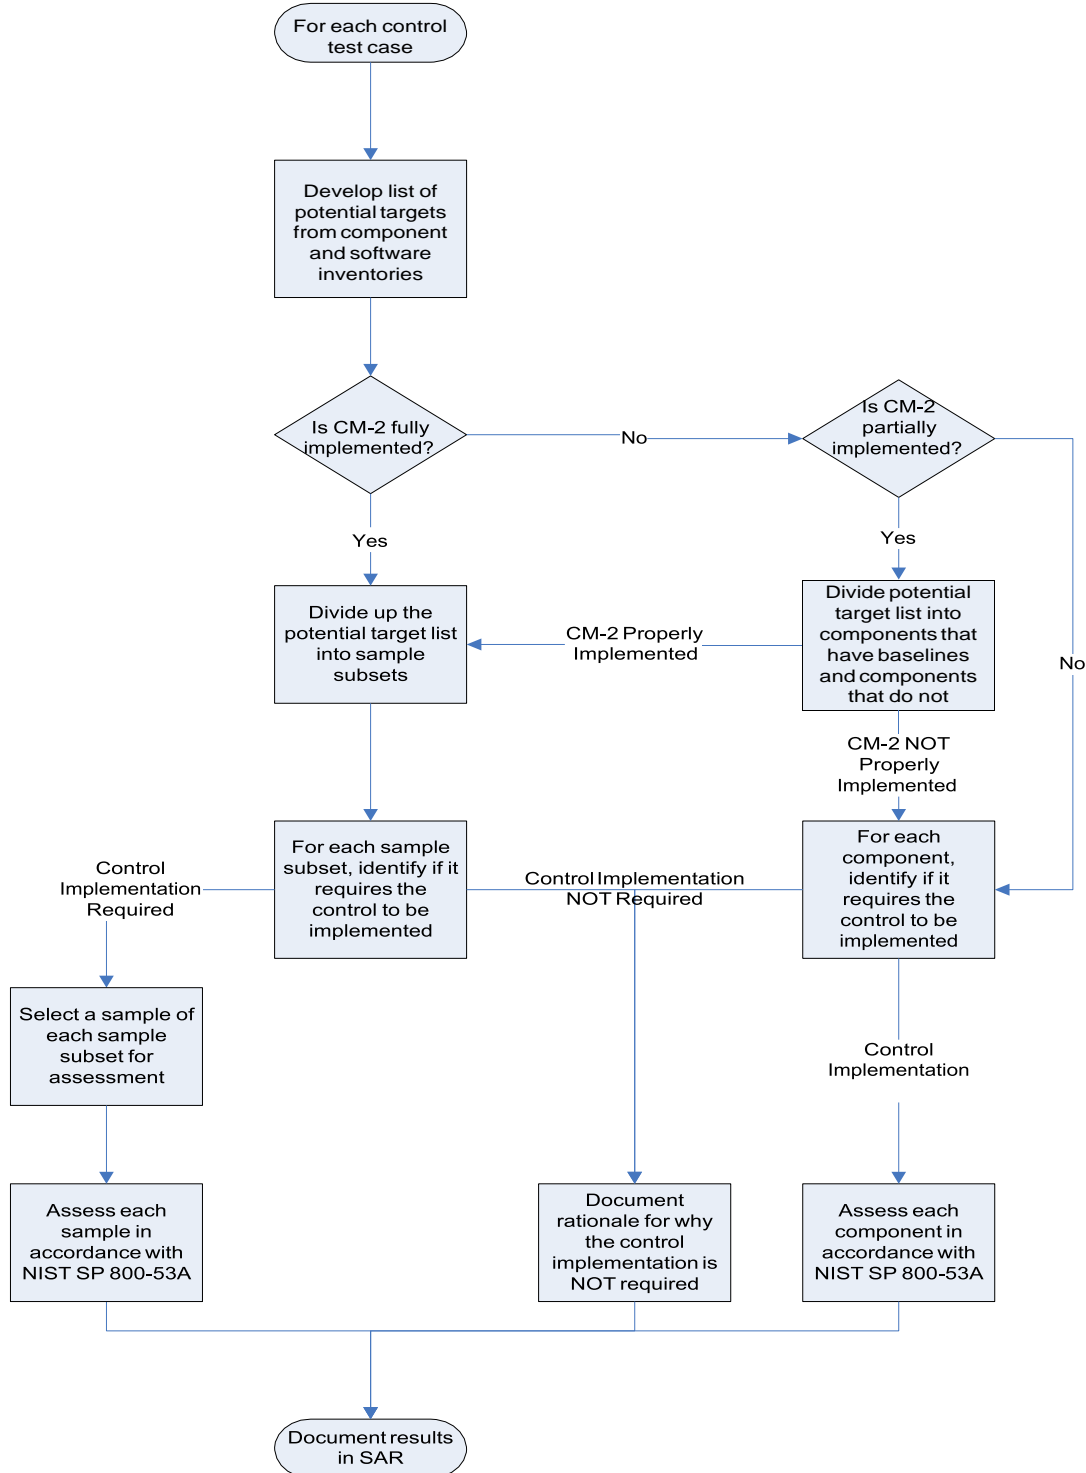 For each control
test case
Develop list of
potential targets
from component
and software
inventories
Is CM-2 fully
implemented?
No
Is CM-2
partially
implemented?
Yes
Yes
Divide up the
potential target list
into sample
subsets
CM-2 Properly
Implemented
Divide potential
target list into
components that
have baselines
and components
that do not
No
CM-2 NOT
Properly
Implemented
Control
Implementation
Required
For each sample
subset, identify if it
requires the
control to be
implemented
Control Implementation
NOT Required
For each
component,
identify if it
requires the
control to be
implemented
Select a sample of
each sample
subset for
assessment
Control
Implementation
Assess each
sample in
accordance with
NIST SP 800-53A
Document
rationale for why
the control
implementation is
NOT required
Assess each
component in
accordance with
NIST SP 800-53A
Document results
in SAR